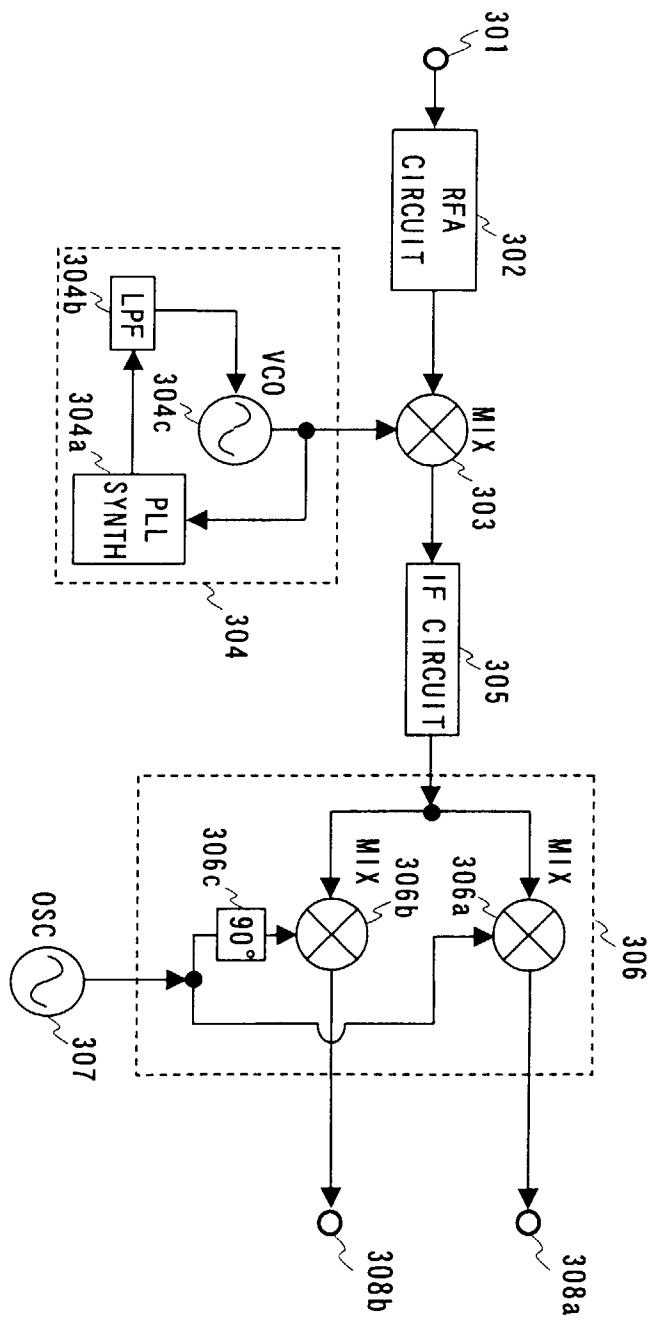 301
RFA
CIRCUIT
302
MIX
303
304b
LPF
VCO
304c
304a
PLL
SYNTH
304
IF CIRCUIT
305
306
MIX
306a
MIX
306b
306c
90°
OSC
307
308a
308b